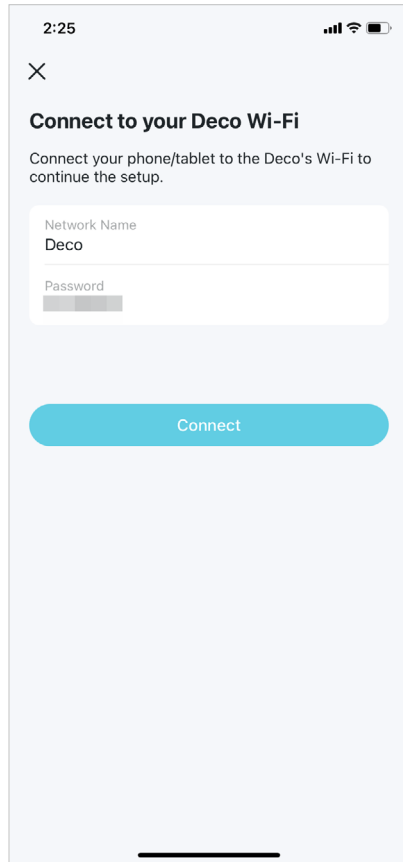 2:25
Connect to your Deco Wi-Fi
Connect your phone/tablet to the Deco's Wi-Fi to
continue the setup.
Network Name
Deco
Password
Connect